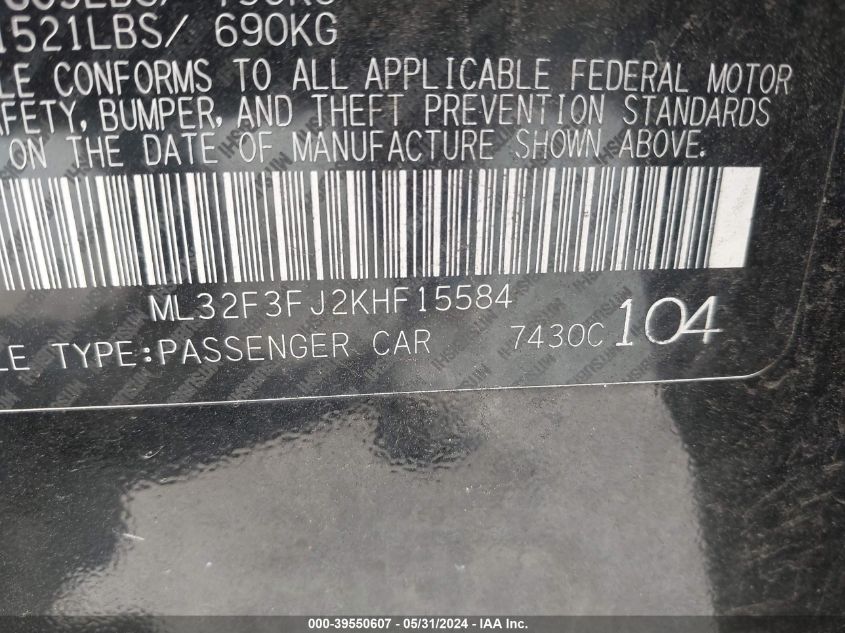 1521LBS/ 690KG
LE CONFORMS TO ALL APPLICABLE FEDERAL MOTOR
AFETY, BUMPER, AND THEFT PREVENTION STANDARDS
ON THE DATE OF MANUFACTURE SHOWN ABOVE.
ML32F3FJ2KHF15584
LE TYPE:PASSENGER CAR 7430C 104
000-39550607 - 05/31/2024 - IAA Inc.